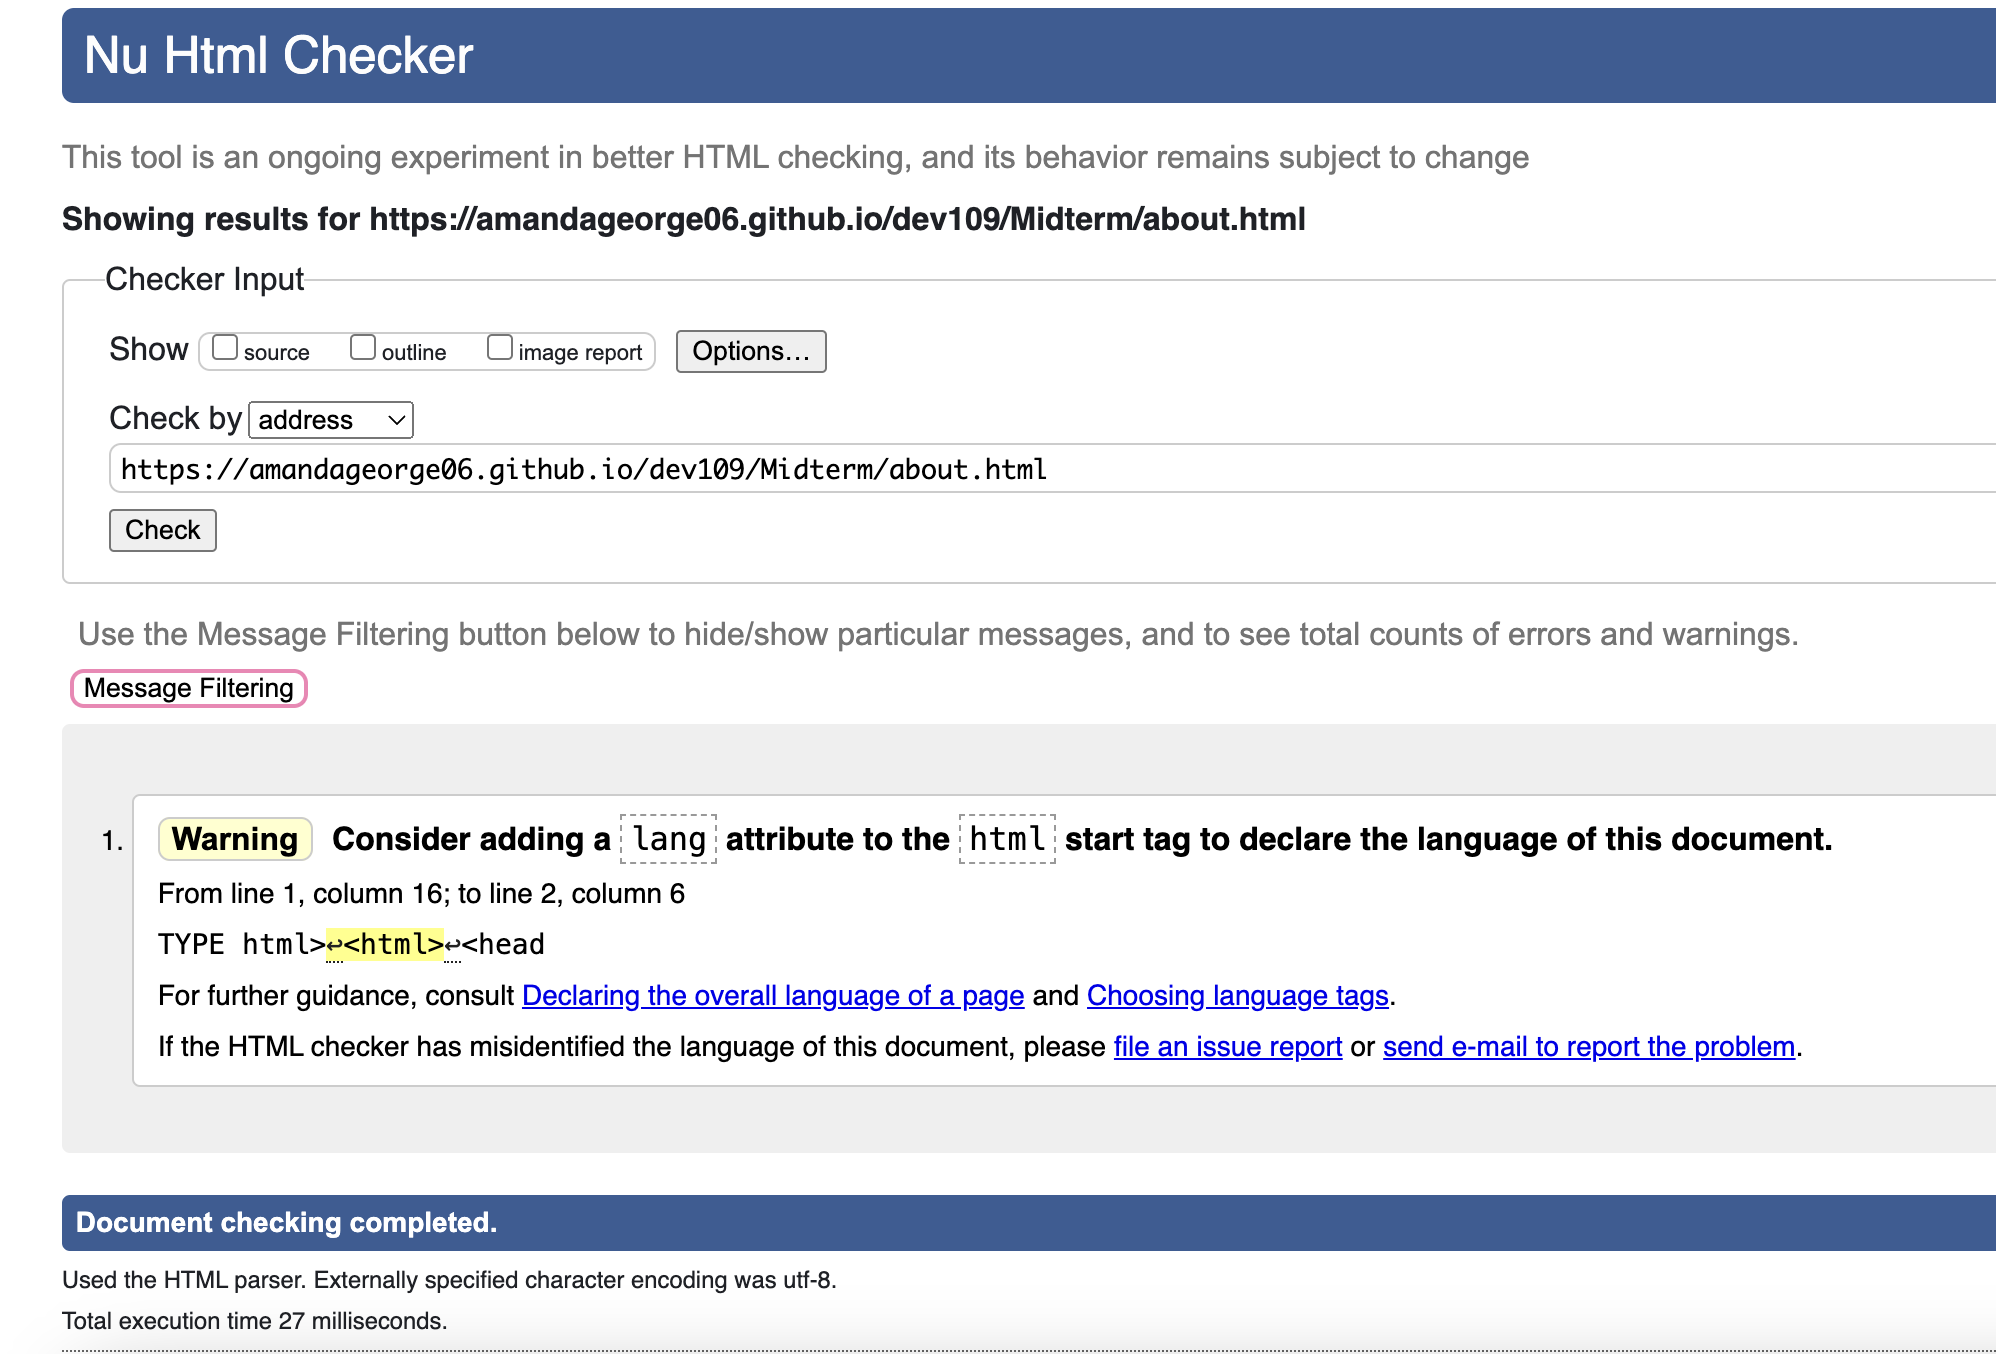 Nu Html Checker
This tool is an ongoing experiment in better HTML checking, and its behavior remains subject to change
Showing results for https://amandageorge06.github.io/dev109/Midterm/about.html
Checker Input
Show source outline image report Options...
Check by address
https://amandageorge06.github.io/dev109/Midterm/about.html
Check
Use the Message Filtering button below to hide/show particular messages, and to see total counts of errors and warnings.
Message Filtering
1. Warning Consider adding a lang attribute to the html start tag to declare the language of this document.
From line 1, column 16; to line 2, column 6
TYPE html>↩<html>↩<head
For further guidance, consult Declaring the overall language of a page and Choosing language tags.
If the HTML checker has misidentified the language of this document, please file an issue report or send e-mail to report the problem.
Document checking completed.
Used the HTML parser. Externally specified character encoding was utf-8.
Total execution time 27 milliseconds.